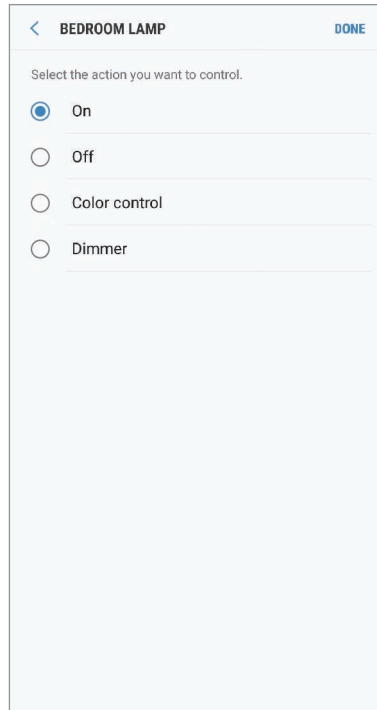 BEDROOM LAMP DONE
Select the action you want to control.
On
Off
Color control
Dimmer